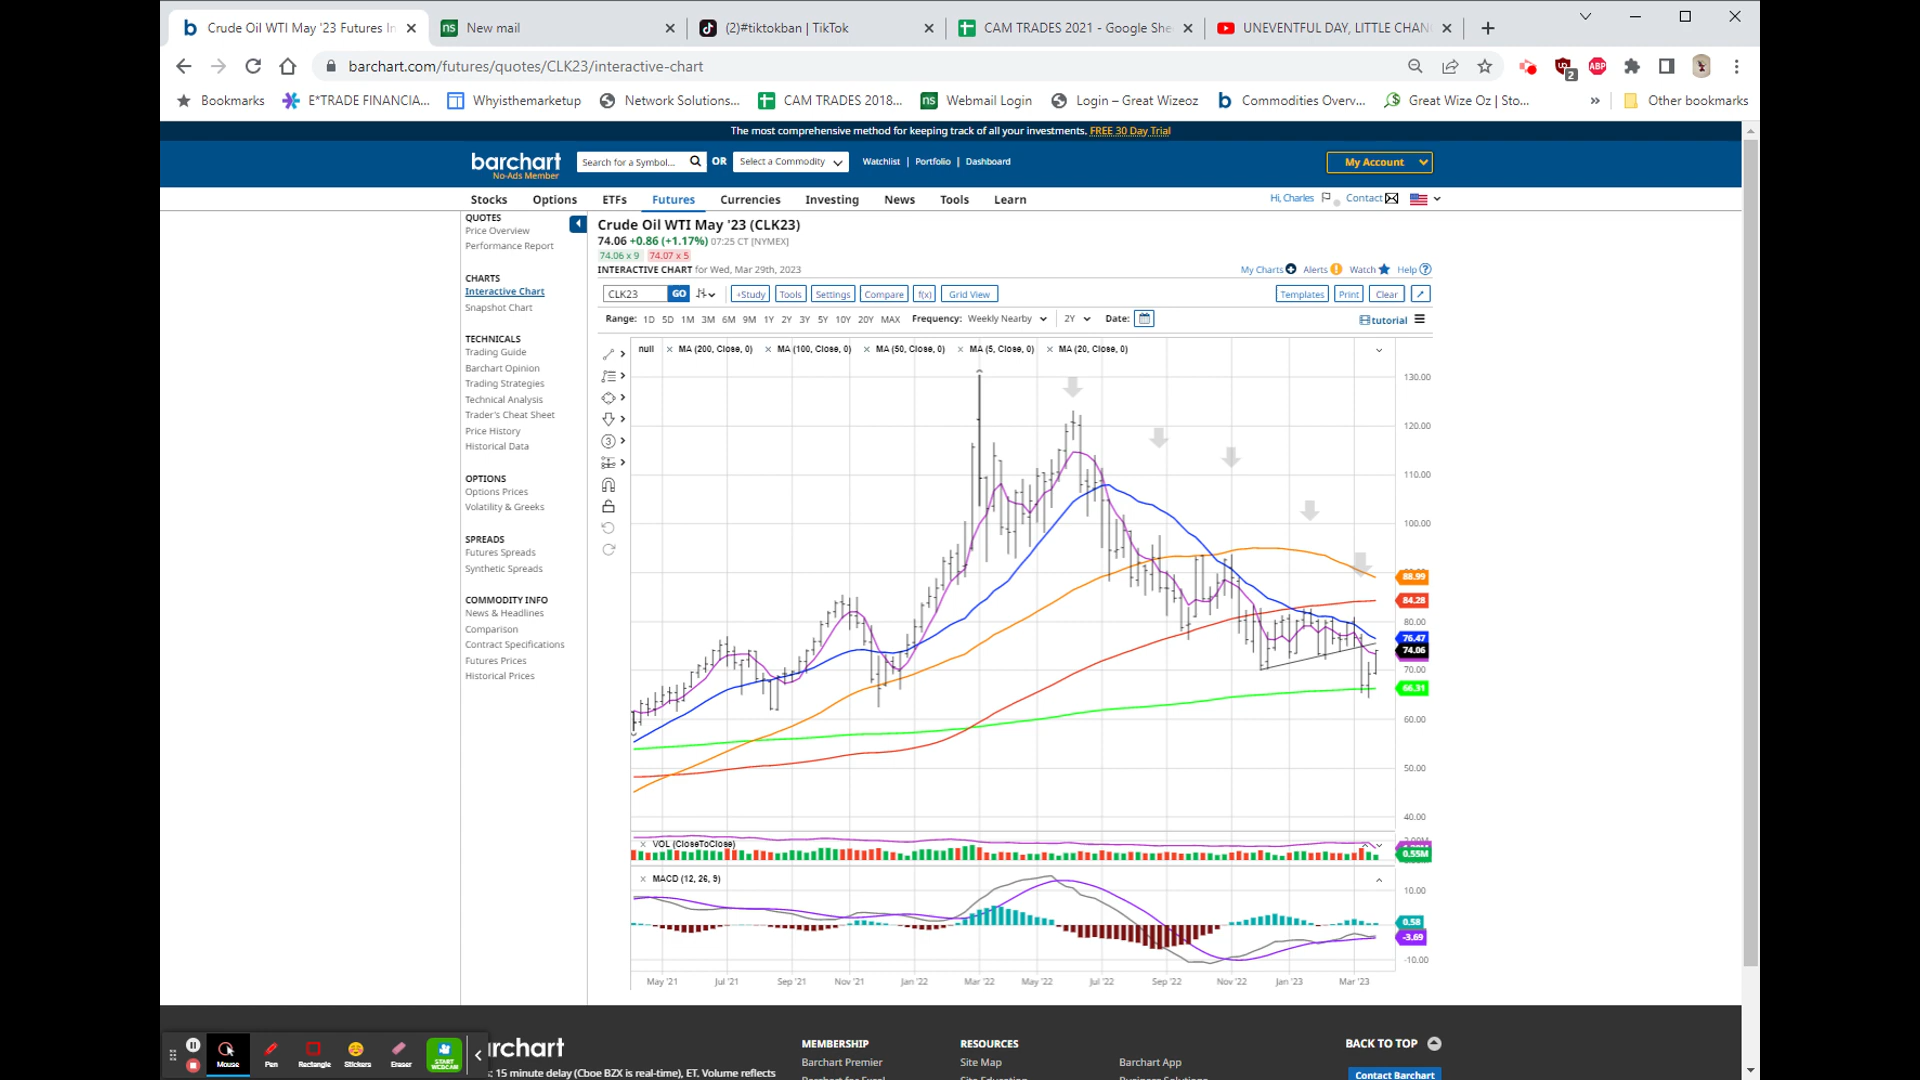 Crude Oil WTI May '23 Futures In
New mail
(2)#tiktokban | TikTok
CAM TRADES 2021 - Google She
UNEVENTFUL DAY, LITTLE CHAN
barchart.com/futures/quotes/CLK23/interactive-chart
2
ABP
Bookmarks
E*TRADE FINANCIA...
Whyisthemarketup
Network Solutions...
CAM TRADES 2018...
ns
Webmail Login
Login – Great Wizeoz
Commodities Overv...
Great Wize Oz | Sto...
Other bookmarks
The most comprehensive method for keeping track of all your investments. FREE 30 Day Trial
barchart
No-Ads Member
Search for a Symbol...
OR
Select a Commodity
Watchlist | Portfolio | Dashboard
My Account
Stocks Options ETFs Futures Currencies Investing News Tools Learn
Hi, Charles
Contact
QUOTES
Price Overview
Performance Report
CHARTS
Interactive Chart
Snapshot Chart
TECHNICALS
Trading Guide
Barchart Opinion
Trading Strategies
Technical Analysis
Trader's Cheat Sheet
Price History
Historical Data
OPTIONS
Options Prices
Volatility & Greeks
SPREADS
Futures Spreads
Synthetic Spreads
COMMODITY INFO
News & Headlines
Comparison
Contract Specifications
Futures Prices
Historical Prices
Crude Oil WTI May '23 (CLK23)
74.06 +0.86 (+1.17%) 07:25 CT [NYMEX]
74.06 x 9 74.07 x 5
INTERACTIVE CHART for Wed, Mar 29th, 2023
My Charts Alerts Watch Help
CLK23 GO +Study Tools Settings Compare f(x) Grid View
Templates Print Clear
Range: 1D 5D 1M 3M 6M 9M 1Y 2Y 3Y 5Y 10Y 20Y MAX Frequency: Weekly Nearby 2Y Date:
tutorial
null MA (200, Close, 0) MA (100, Close, 0) MA (50, Close, 0) MA (5, Close, 0) MA (20, Close, 0)
130.00
120.00
110.00
100.00
88.99
84.28
80.00
76.47
74.06
70.00
66.31
60.00
50.00
40.00
VOL (CloseToClose)
0.55M
MACD (12, 26, 9)
10.00
0.58
-3.69
-10.00
May '21 Jul '21 Sep '21 Nov '21 Jan '22 Mar '22 May '22 Jul '22 Sep '22 Nov '22 Jan '23 Mar '23
Mouse
Pen
Rectangle
Stickers
Eraser
START WEBCAM
rchart
: 15 minute delay (Cboe BZX is real-time), ET. Volume reflects
MEMBERSHIP
Barchart Premier
RESOURCES
Site Map
Barchart App
BACK TO TOP
Contact Barchart